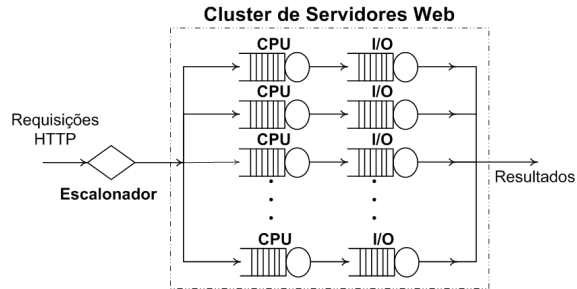 Cluster de Servidores Web
CPU I/O
CPU I/O
CPU I/O
CPU I/O
Requisições
HTTP
Escalonador
Resultados